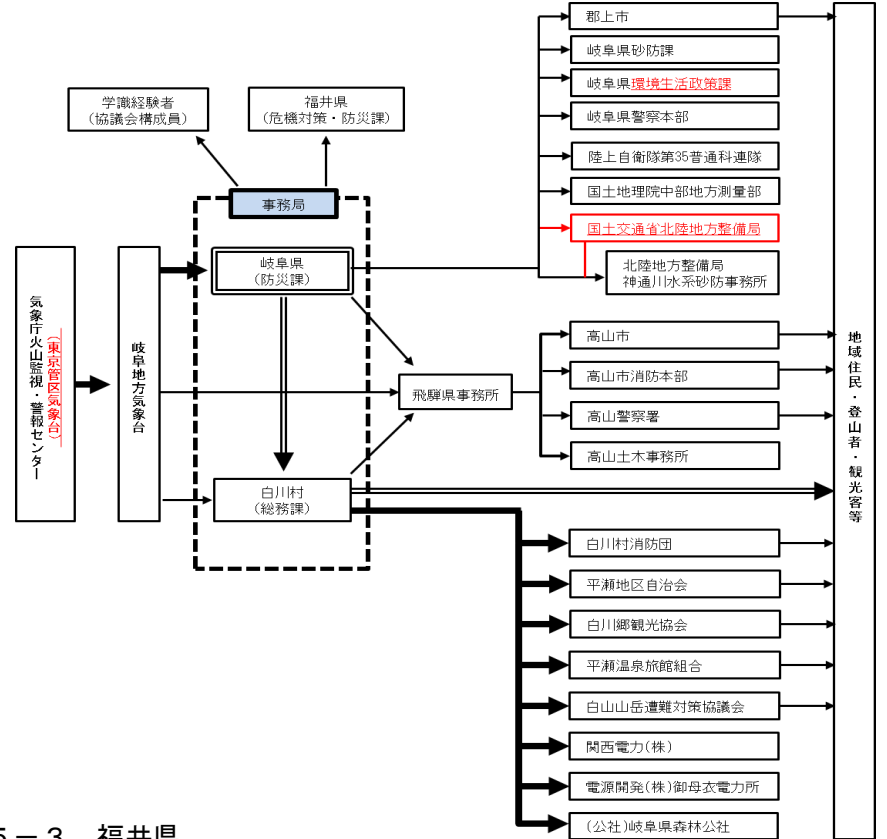 郡上市
岐阜県砂防課
岐阜県環境生活政策課
岐阜県警察本部
陸上自衛隊第35普通科連隊
国土地理院中部地方測量部
国土交通省北陸地方整備局
北陸地方整備局
神通川水系砂防事務所
学識経験者
(協議会構成員)
福井県
(危機対策・防災課)
事務局
岐阜県
(防災課)
気象庁火山監視・警報センター
(東京管区気象台)
岐阜地方気象台
飛騨県事務所
高山市
高山市消防本部
高山警察署
高山土木事務所
白川村
(総務課)
白川村消防団
平瀬地区自治会
白川郷観光協会
平瀬温泉旅館組合
白山山岳遭難対策協議会
関西電力(株)
電源開発(株)御母衣電力所
(公社)岐阜県森林公社
地域住民・登山者・観光客等
5-3 福井県